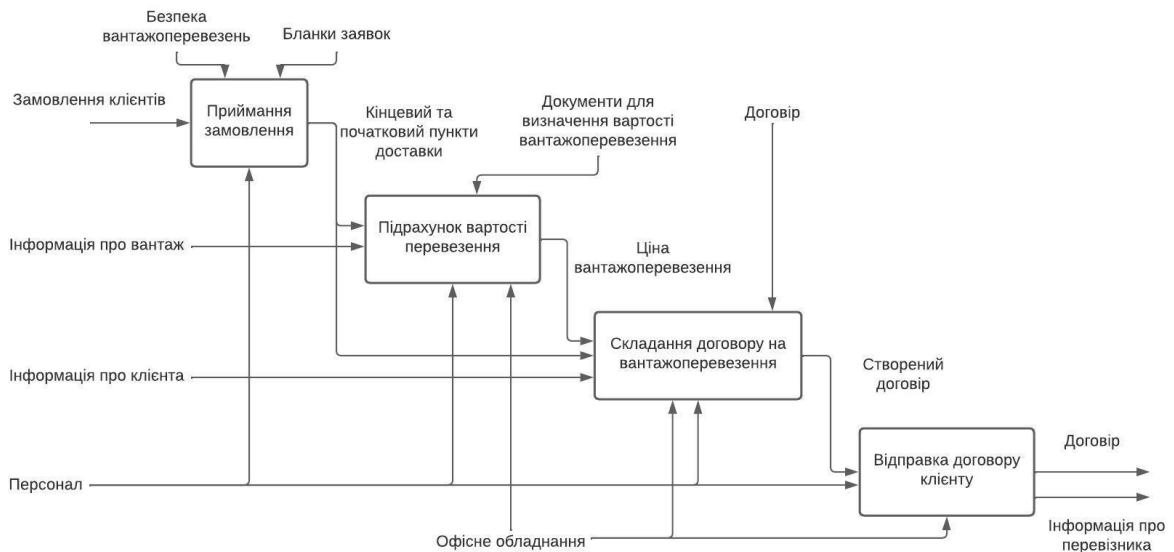 Безпека
вантажоперевезень
Бланки заявок
Замовлення клієнтів
Приймання
замовлення
Кінцевий та
початковий пункти
доставки
Документи для
визначення вартості
вантажоперевезення
Договір
Підрахунок вартості
перевезення
Інформація про вантаж
Ціна
вантажоперевезення
Складання договору на
вантажоперевезення
Інформація про клієнта
Створений
договір
Відправка договору
клієнту
Договір
Персонал
Офісне обладнання
Інформація про
перевізника